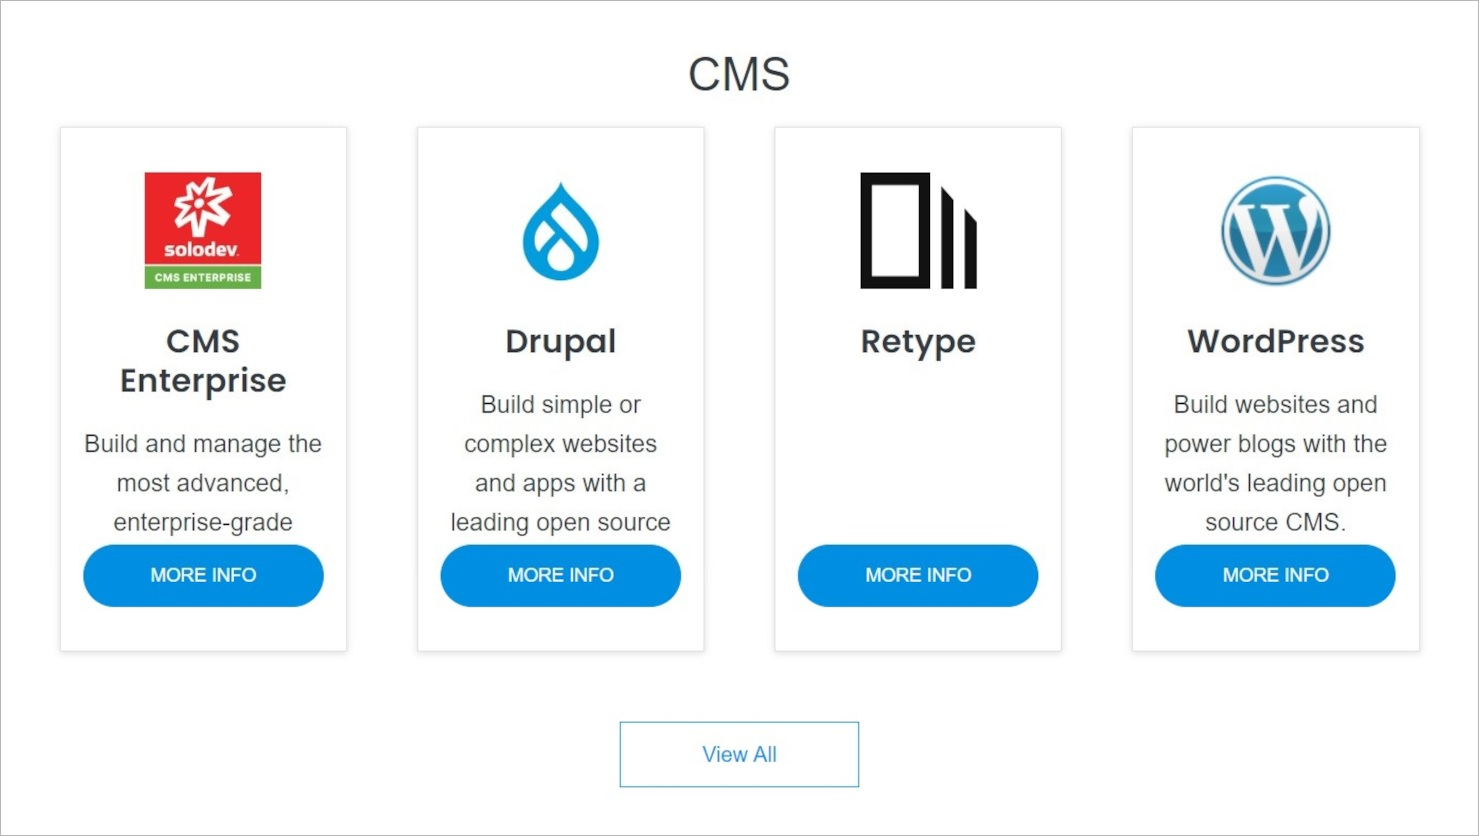 CMS
solodev
CMS ENTERPRISE
CMS
Enterprise
Build and manage the
most advanced,
enterprise-grade
MORE INFO
Drupal
Build simple or
complex websites
and apps with a
leading open source
MORE INFO
Retype
MORE INFO
W
WordPress
Build websites and
power blogs with the
world's leading open
source CMS.
MORE INFO
View All